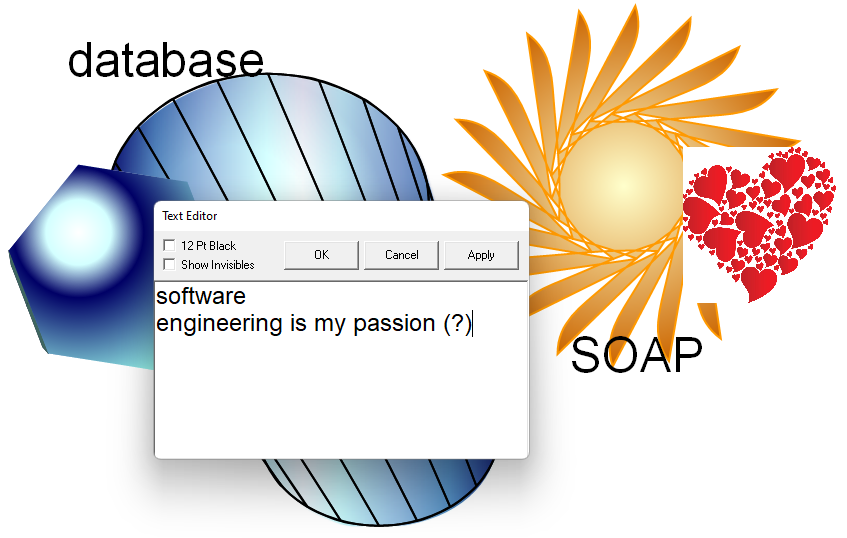 database
Text Editor
12 Pt Black
Show Invisibles
OK
Cancel
Apply
software
engineering is my passion (?)
SOAP